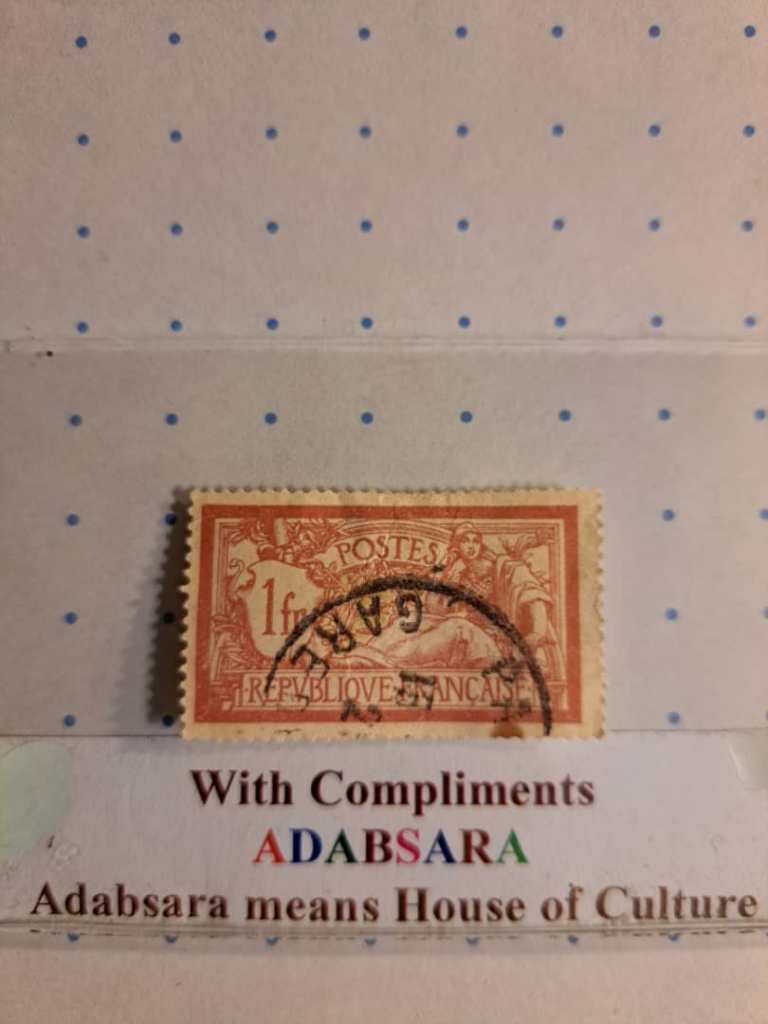 POSTES
1fr
GARE
REPVBLIQVE FRANCAISE
With Compliments
ADABSARA
Adabsara means House of Culture